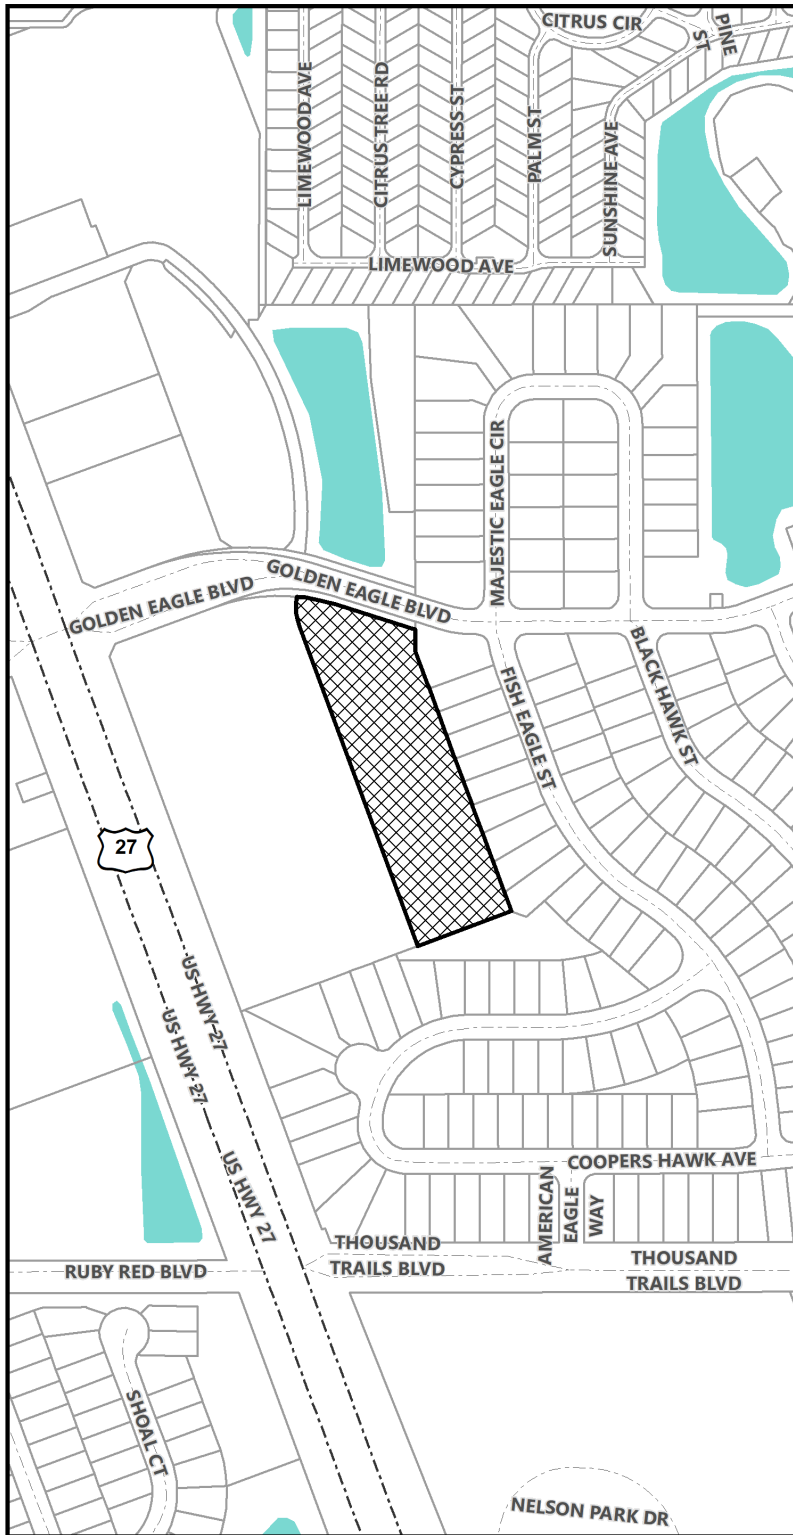 CITRUS CIR
PINE
ST
LIMEWOOD AVE
CITRUS TREE RD
CYPRESS ST
PALM ST
SUNSHINE AVE
LIMEWOOD AVE
MAJESTIC EAGLE CIR
GOLDEN EAGLE BLVD
GOLDEN EAGLE BLVD
FISH EAGLE ST
BLACK HAWK ST
27
US HWY 27
US HWY 27
US HWY 27
COOPERS HAWK AVE
AMERICAN
EAGLE
WAY
THOUSAND
TRAILS BLVD
THOUSAND
TRAILS BLVD
RUBY RED BLVD
SHOAL CT
NELSON PARK DR